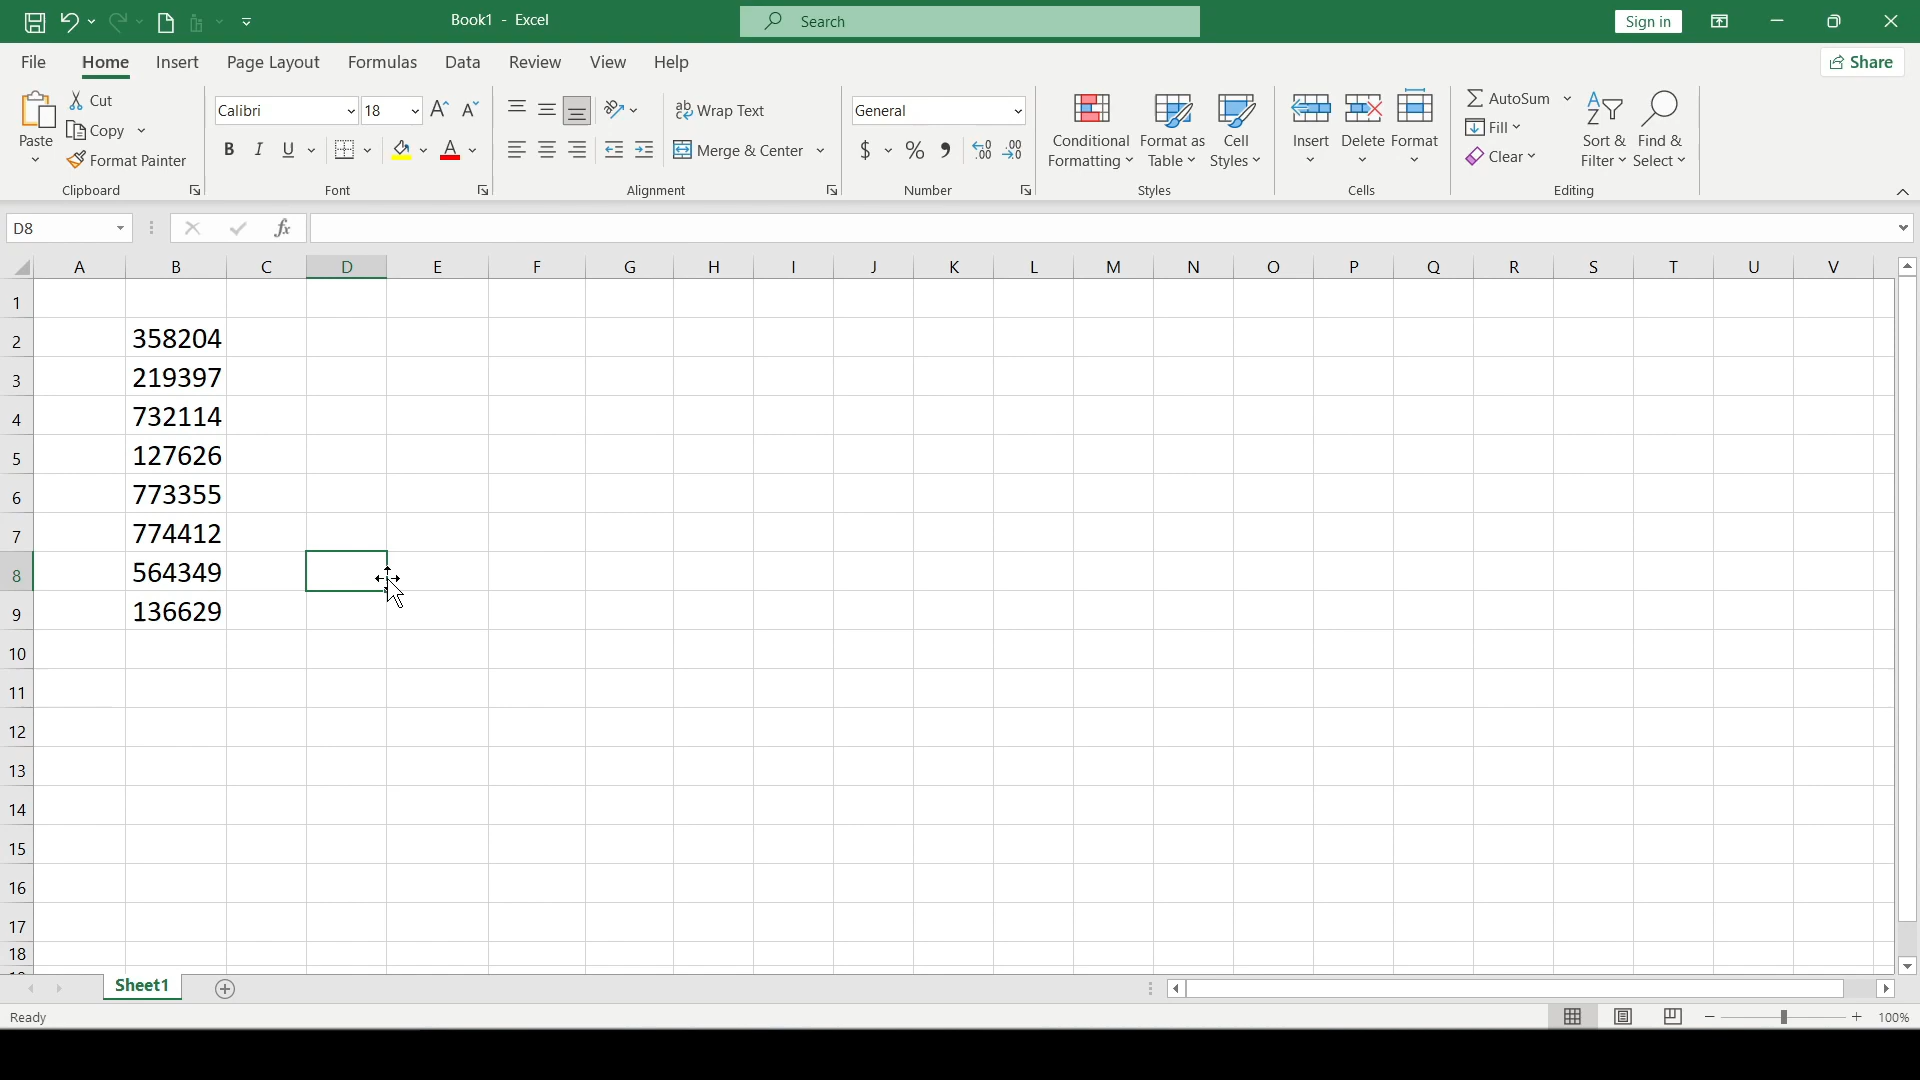 Book1 - Excel
Search
Sign in
File Home Insert Page Layout Formulas Data Review View Help
Share
Paste
Cut
Copy
Format Painter
Clipboard
Calibri 18
B I U
Font
Wrap Text
Merge & Center
Alignment
General
$ % ,
Number
Conditional Formatting
Format as Table
Cell Styles
Styles
Insert Delete Format
Cells
AutoSum
Fill
Clear
Sort & Filter
Find & Select
Editing
D8
fx
A B C D E F G H I J K L M N O P Q R S T U V
1
2 358204
3 219397
4 732114
5 127626
6 773355
7 774412
8 564349
9 136629
10
11
12
13
14
15
16
17
18
Sheet1
Ready
100%